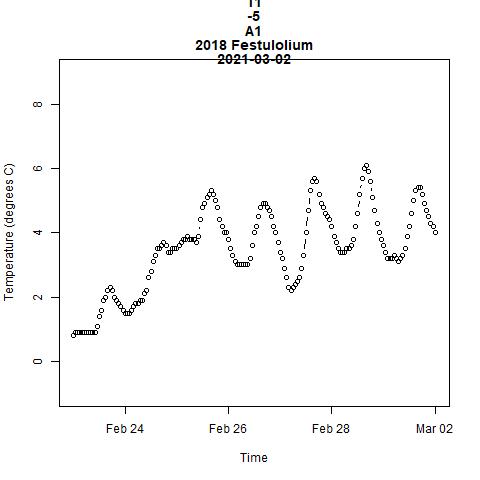 -5
A1
2018 Festulolium
2021-03-02
Temperature (degrees C)
8
6
4
2
0
Feb 24
Feb 26
Feb 28
Mar 02
Time